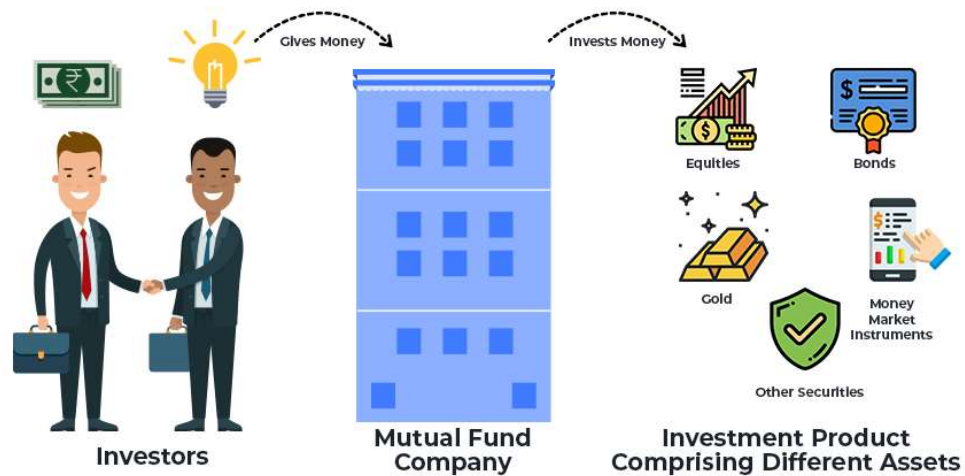 Gives Money
Invests Money
₹
$
$
Equities
Bonds
$
Gold
Money
Market
Instruments
Other Securities
Investors
Mutual Fund
Company
Investment Product
Comprising Different Assets